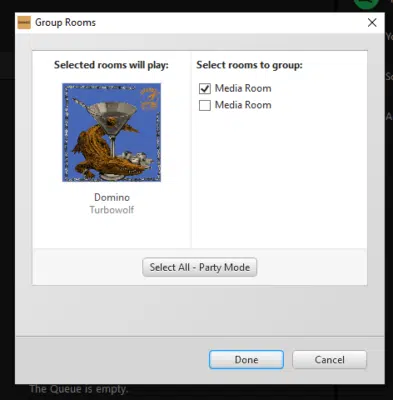 Group Rooms
Selected rooms will play:
Domino
Turbowolf
Select rooms to group:
Media Room
Media Room
Select All - Party Mode
Done
Cancel
The Queue is empty.